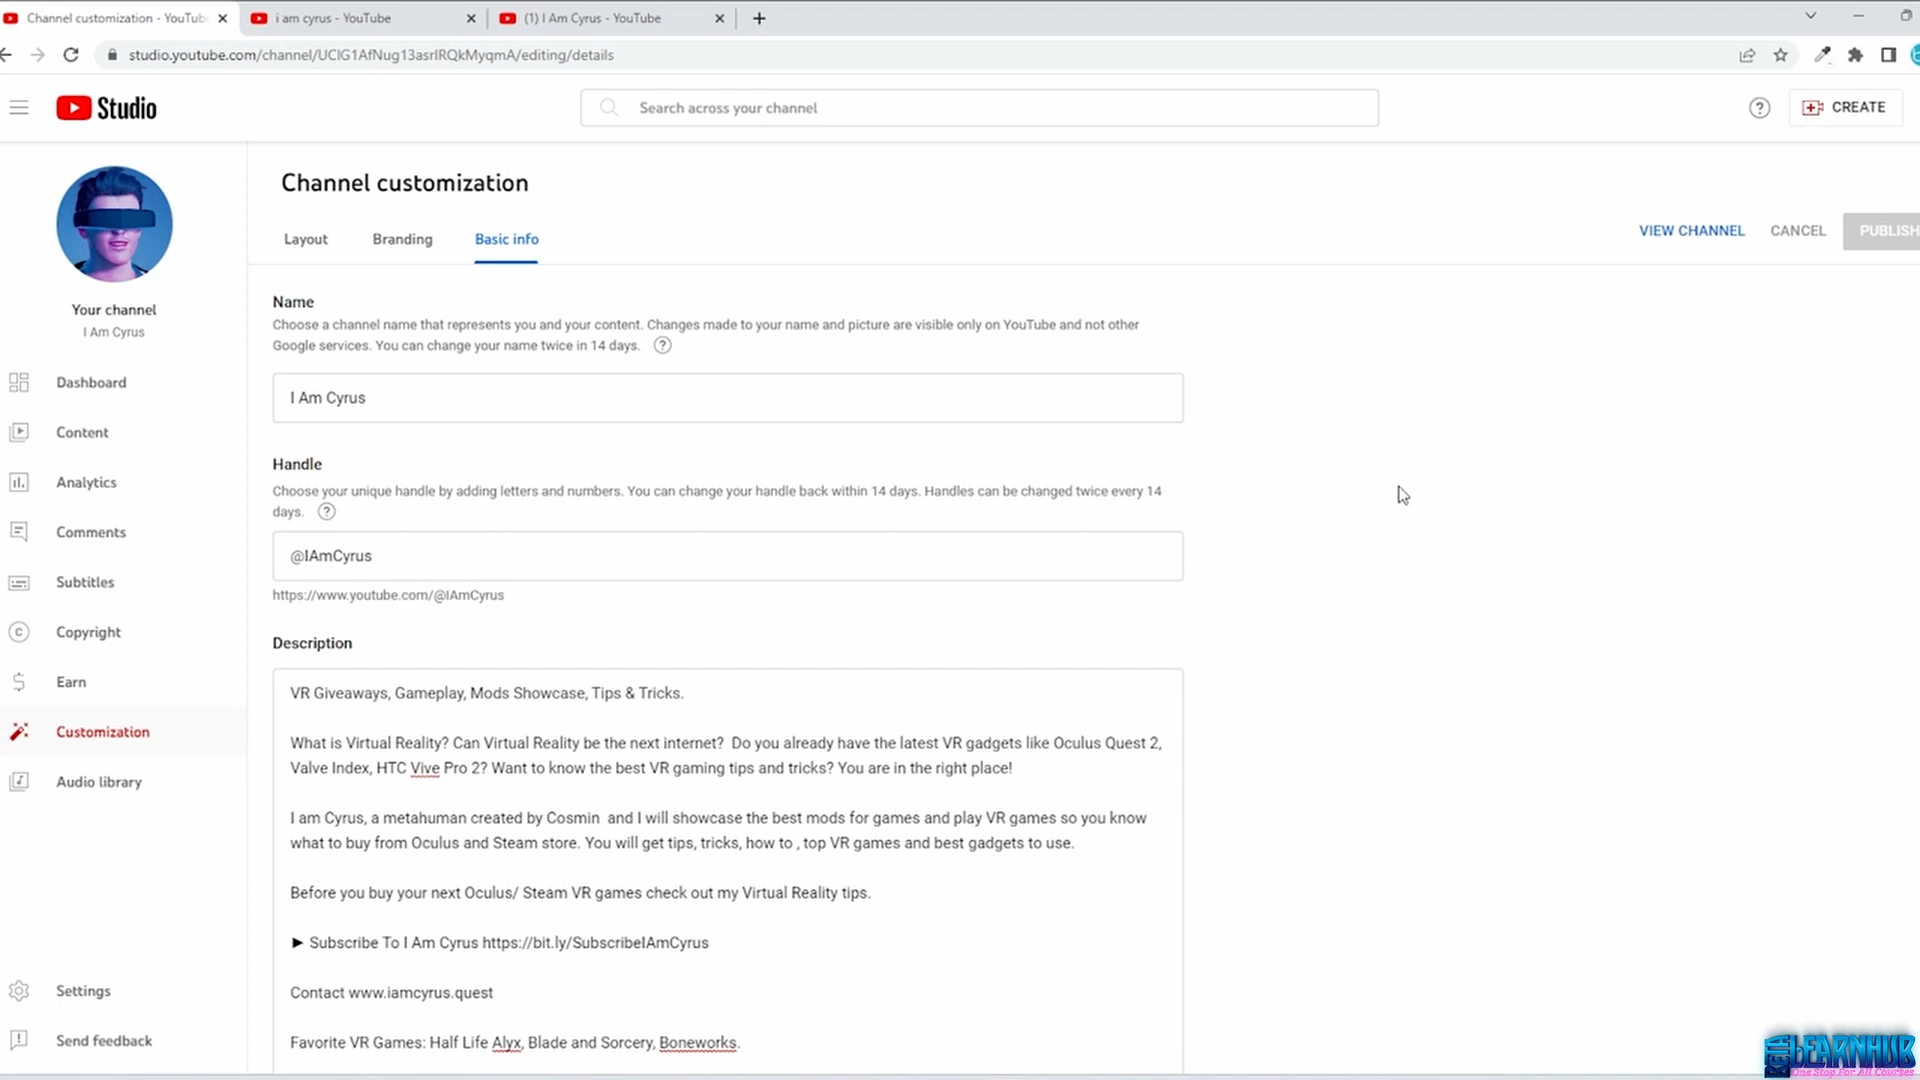 Channel customization - YouTub
i am cyrus - YouTube
(1) I Am Cyrus - YouTube
Studio
Search across your channel
CREATE
Channel customization
Layout
Branding
Basic info
VIEW CHANNEL
CANCEL
PUBLISH
Your channel
I Am Cyrus
Dashboard
Content
Analytics
Comments
Subtitles
Copyright
Earn
Customization
Audio library
Settings
Send feedback
Name
Choose a channel name that represents you and your content. Changes made to your name and picture are visible only on YouTube and not other
Google services. You can change your name twice in 14 days.
I Am Cyrus
Handle
Choose your unique handle by adding letters and numbers. You can change your handle back within 14 days. Handles can be changed twice every 14
days.
@IAmCyrus
https://www.youtube.com/@IAmCyrus
Description
VR Giveaways, Gameplay, Mods Showcase, Tips & Tricks.
What is Virtual Reality? Can Virtual Reality be the next internet?  Do you already have the latest VR gadgets like Oculus Quest 2,
Valve Index, HTC Vive Pro 2? Want to know the best VR gaming tips and tricks? You are in the right place!
I am Cyrus, a metahuman created by Cosmin  and I will showcase the best mods for games and play VR games so you know
what to buy from Oculus and Steam store. You will get tips, tricks, how to , top VR games and best gadgets to use.
Before you buy your next Oculus/ Steam VR games check out my Virtual Reality tips.
► Subscribe To I Am Cyrus https://bit.ly/SubscribeIAmCyrus
Contact www.iamcyrus.quest
Favorite VR Games: Half Life Alyx, Blade and Sorcery, Boneworks.
BETA LEARNHUB
One Stop For All Courses